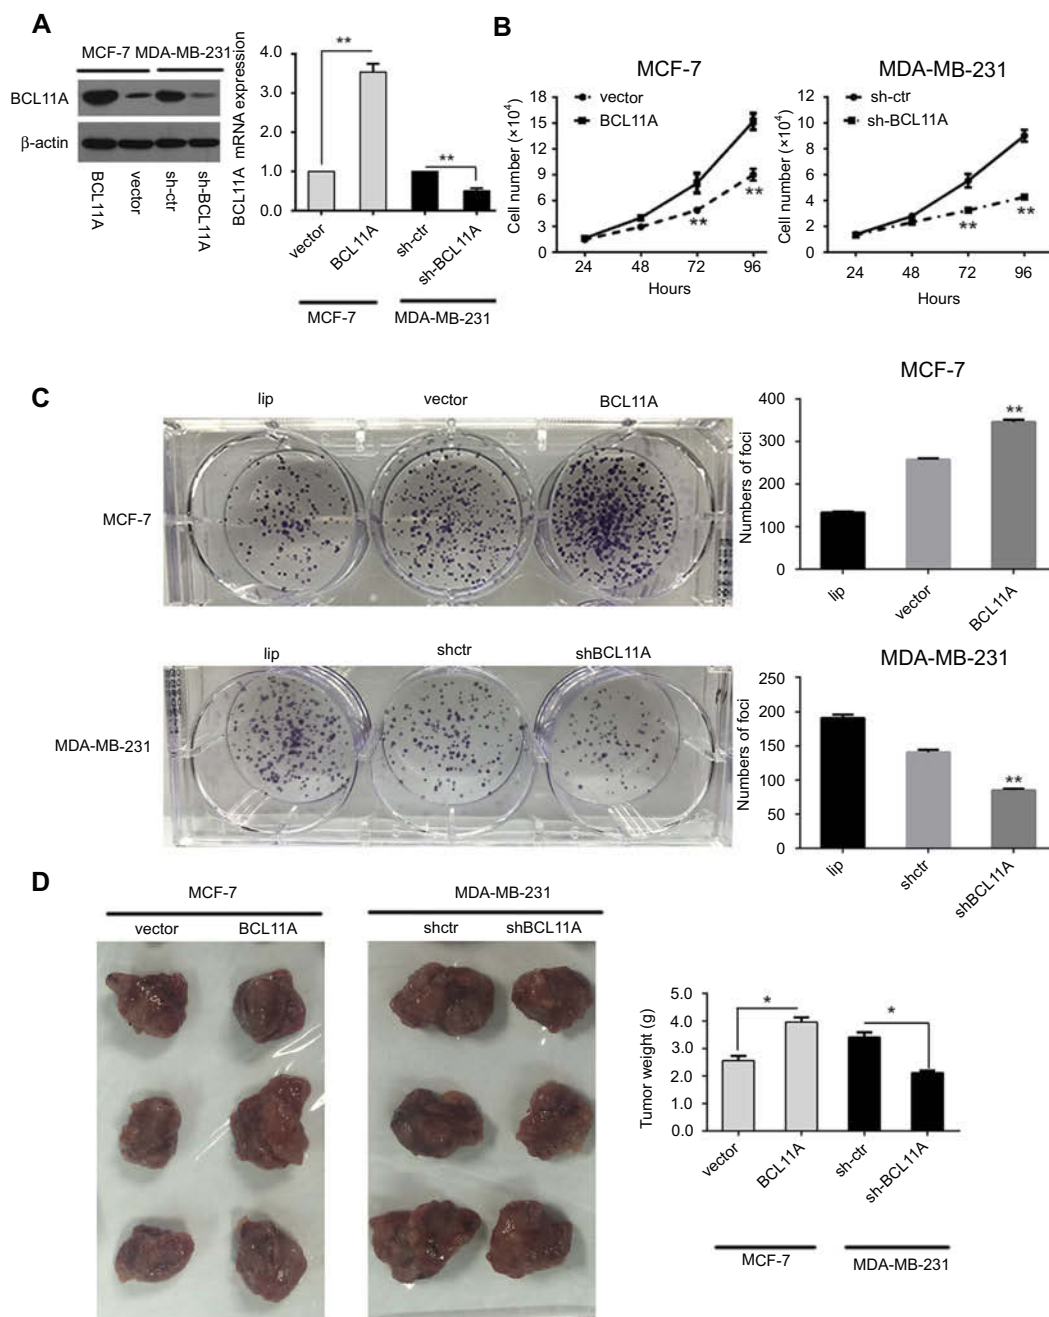 A
MCF-7 MDA-MB-231
BCL11A
β-actin
BCL11A
vector
sh-ctr
sh-BCL11A
BCL11A mRNA expression
4.0
3.0
2.0
1.0
0.0
**
**
vector
BCL11A
sh-ctr
sh-BCL11A
MCF-7
MDA-MB-231
B
MCF-7
Cell number (×10⁴)
18
15
12
9
6
3
0
vector
BCL11A
**
**
24 48 72 96
Hours
MDA-MB-231
Cell number (×10⁴)
12
10
8
6
4
2
0
sh-ctr
sh-BCL11A
**
**
24 48 72 96
Hours
C
lip vector BCL11A
MCF-7
MCF-7
Numbers of foci
400
300
200
100
0
**
lip
vector
BCL11A
lip shctr shBCL11A
MDA-MB-231
MDA-MB-231
Numbers of foci
250
200
150
100
50
0
**
lip
shctr
shBCL11A
D
MCF-7
vector BCL11A
MDA-MB-231
shctr shBCL11A
Tumor weight (g)
5.0
4.0
3.0
2.0
1.0
0.0
*
*
vector
BCL11A
sh-ctr
sh-BCL11A
MCF-7
MDA-MB-231